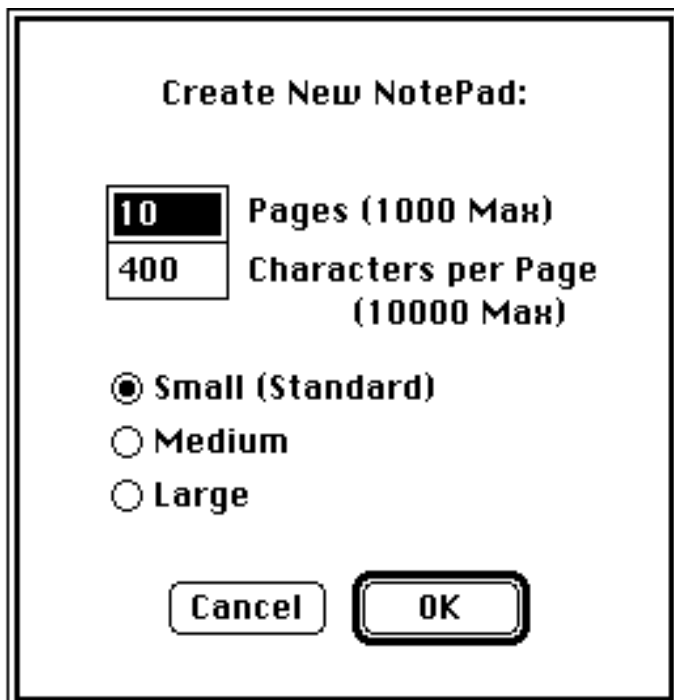 Create New NotePad:
10 Pages (1000 Max)
400 Characters per Page
(10000 Max)
Small (Standard)
Medium
Large
Cancel OK